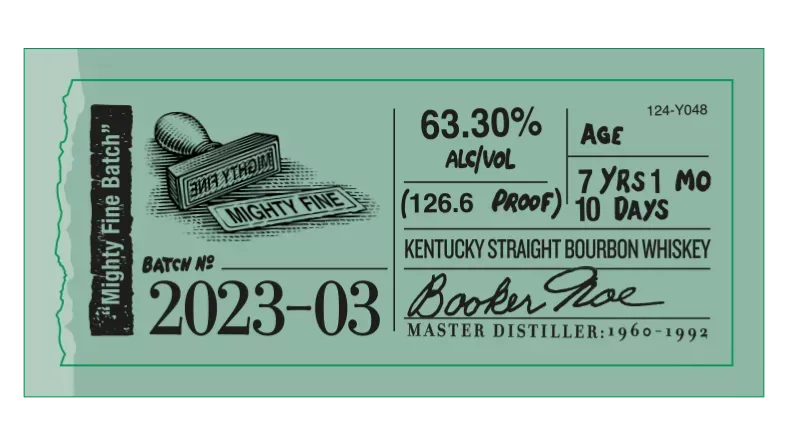 "Mighty Fine Batch"
MIGHTY FINE
MIGHTY FINE
BATCH Nº
2023-03
63.30%
ALC/VOL
(126.6 PROOF)
124-Y048
AGE
7 YRS 1 MO
10 DAYS
KENTUCKY STRAIGHT BOURBON WHISKEY
Booker Noe
MASTER DISTILLER: 1960-1992